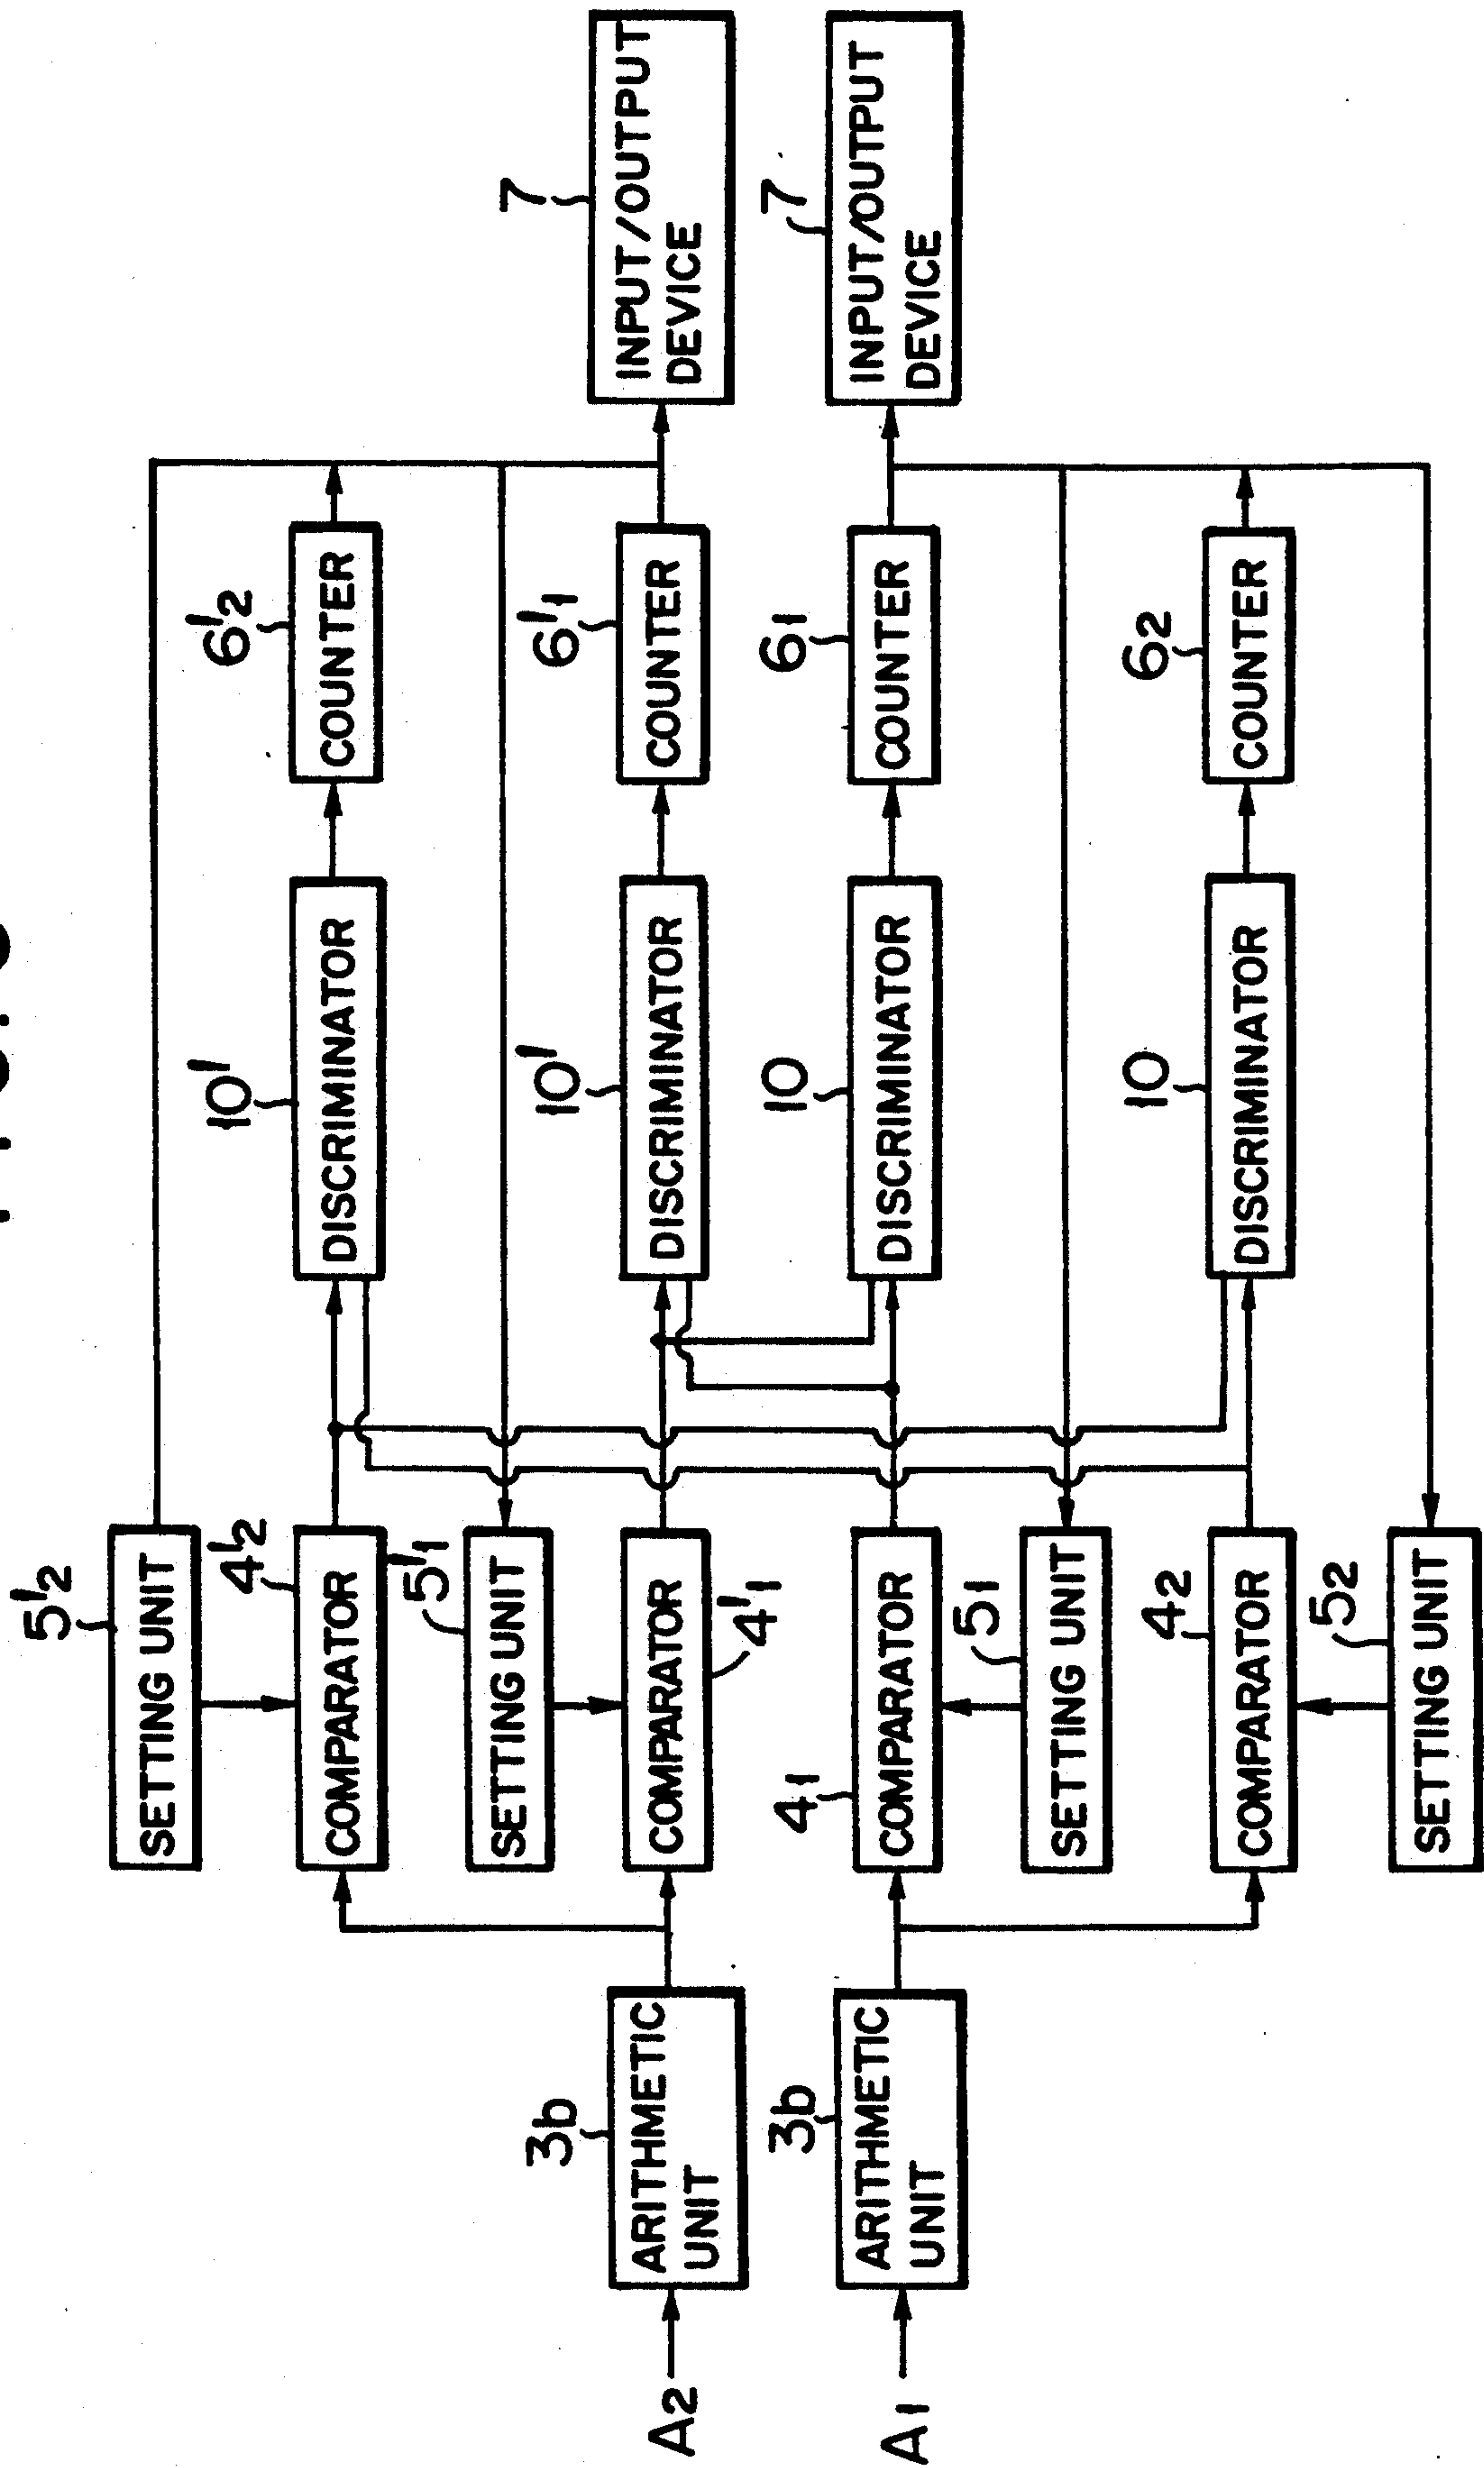 5'2
SETTING UNIT
4'2
COMPARATOR
10'
DISCRIMINATOR
6'2
COUNTER
5'1
SETTING UNIT
A2
3b
ARITHMETIC
UNIT
4'1
COMPARATOR
10'
DISCRIMINATOR
6'1
COUNTER
7
INPUT/OUTPUT
DEVICE
A1
3b
ARITHMETIC
UNIT
41
COMPARATOR
10
DISCRIMINATOR
61
COUNTER
7
INPUT/OUTPUT
DEVICE
51
SETTING UNIT
42
COMPARATOR
10
DISCRIMINATOR
62
COUNTER
52
SETTING UNIT